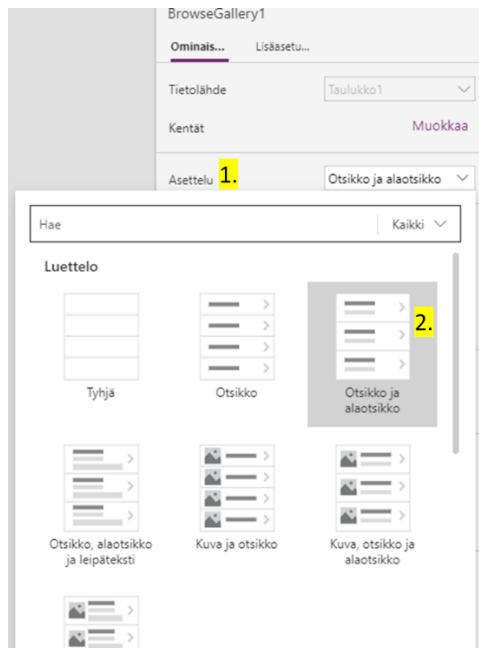 BrowseGallery1
Ominais... Lisäasetu...
Tietolähde Taulukko1
Kentät Muokkaa
Asettelu 1. Otsikko ja alaotsikko
Hae Kaikki
Luettelo
2.
Tyhjä Otsikko Otsikko ja
alaotsikko
Otsikko, alaotsikko
ja leipäteksti
Kuva ja otsikko
Kuva, otsikko ja
alaotsikko